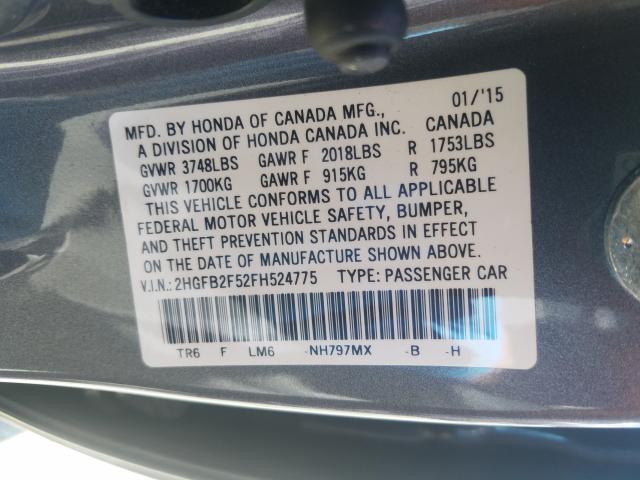 MFD. BY HONDA OF CANADA MFG., 01/'15
A DIVISION OF HONDA CANADA INC. CANADA
GVWR 3748LBS GAWR F 2018LBS R 1753LBS
GVWR 1700KG GAWR F 915KG R 795KG
THIS VEHICLE CONFORMS TO ALL APPLICABLE
FEDERAL MOTOR VEHICLE SAFETY, BUMPER,
AND THEFT PREVENTION STANDARDS IN EFFECT
ON THE DATE OF MANUFACTURE SHOWN ABOVE.
V.I.N.: 2HGFB2F52FH524775 TYPE: PASSENGER CAR
TR6 F LM6 -NH797MX -B -H